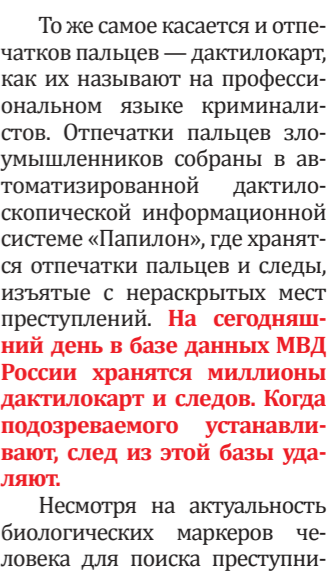 То же самое касается и отпе-
чатков пальцев — дактилокарт,
как их называют на професси-
ональном языке криминали-
стов. Отпечатки пальцев зло-
умышленников собраны в ав-
томатизированной дактило-
скопической информационной
системе «Папилон», где хранят-
ся отпечатки пальцев и следы,
изъятые с нераскрытых мест
преступлений. На сегодняш-
ний день в базе данных МВД
России хранятся миллионы
дактилокарт и следов. Когда
подозреваемого устанавли-
вают, след из этой базы уда-
ляют.
Несмотря на актуальность
биологических маркеров че-
ловека для поиска преступни-